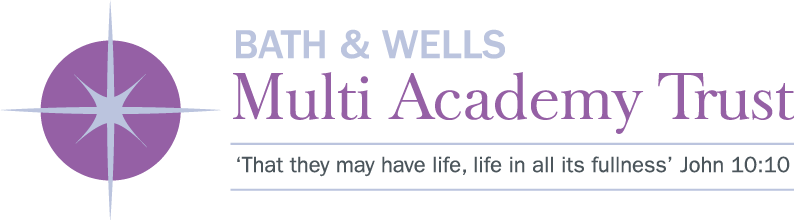 BATH & WELLS
Multi Academy Trust
‘That they may have life, life in all its fullness’ John 10:10